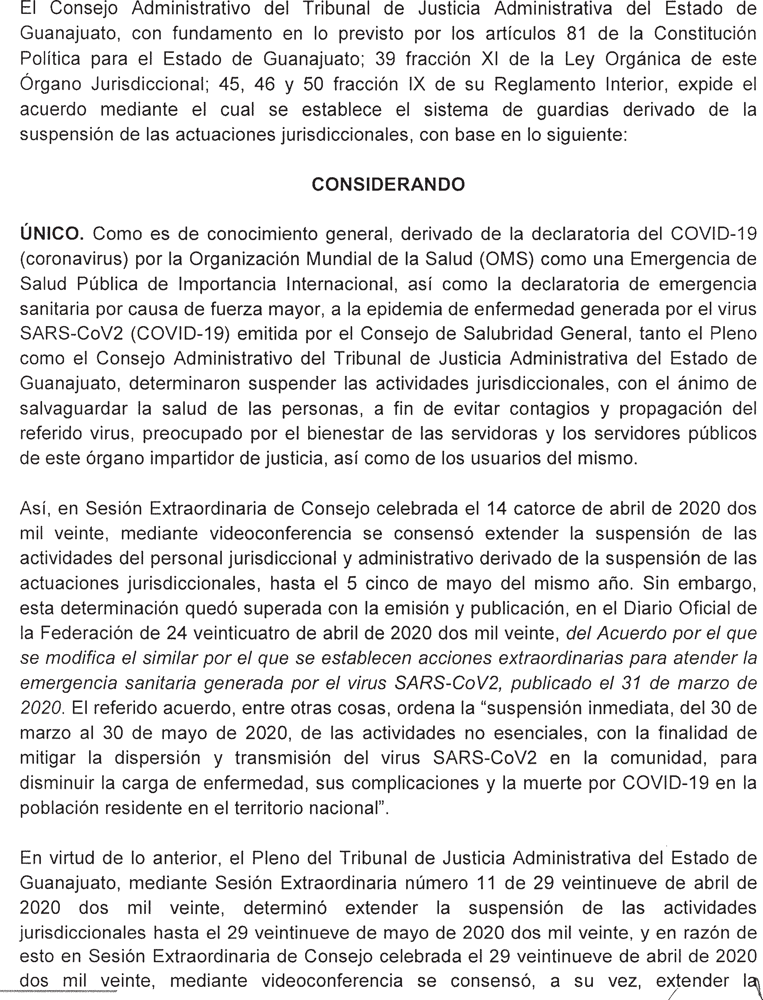 El Consejo Administrativo del Tribunal de Justicia Administrativa del Estado de
Guanajuato, con fundamento en lo previsto por los artículos 81 de la Constitución
Política para el Estado de Guanajuato; 39 fracción XI de la Ley Orgánica de este
Órgano Jurisdiccional; 45, 46 y 50 fracción IX de su Reglamento Interior, expide el
acuerdo mediante el cual se establece el sistema de guardias derivado de la
suspensión de las actuaciones jurisdiccionales, con base en lo siguiente:
CONSIDERANDO
ÚNICO. Como es de conocimiento general, derivado de la declaratoria del COVID-19
(coronavirus) por la Organización Mundial de la Salud (OMS) como una Emergencia de
Salud Pública de Importancia Internacional, así como la declaratoria de emergencia
sanitaria por causa de fuerza mayor, a la epidemia de enfermedad generada por el virus
SARS-CoV2 (COVID-19) emitida por el Consejo de Salubridad General, tanto el Pleno
como el Consejo Administrativo del Tribunal de Justicia Administrativa del Estado de
Guanajuato, determinaron suspender las actividades jurisdiccionales, con el ánimo de
salvaguardar la salud de las personas, a fin de evitar contagios y propagación del
referido virus, preocupado por el bienestar de las servidoras y los servidores públicos
de este órgano impartidor de justicia, así como de los usuarios del mismo.
Así, en Sesión Extraordinaria de Consejo celebrada el 14 catorce de abril de 2020 dos
mil veinte, mediante videoconferencia se consensó extender la suspensión de las
actividades del personal jurisdiccional y administrativo derivado de la suspensión de las
actuaciones jurisdiccionales, hasta el 5 cinco de mayo del mismo año. Sin embargo,
esta determinación quedó superada con la emisión y publicación, en el Diario Oficial de
la Federación de 24 veinticuatro de abril de 2020 dos mil veinte, del Acuerdo por el que
se modifica el similar por el que se establecen acciones extraordinarias para atender la
emergencia sanitaria generada por el virus SARS-CoV2, publicado el 31 de marzo de
2020. El referido acuerdo, entre otras cosas, ordena la “suspensión inmediata, del 30 de
marzo al 30 de mayo de 2020, de las actividades no esenciales, con la finalidad de
mitigar la dispersión y transmisión del virus SARS-CoV2 en la comunidad, para
disminuir la carga de enfermedad, sus complicaciones y la muerte por COVID-19 en la
población residente en el territorio nacional”.
En virtud de lo anterior, el Pleno del Tribunal de Justicia Administrativa del Estado de
Guanajuato, mediante Sesión Extraordinaria número 11 de 29 veintinueve de abril de
2020 dos mil veinte, determinó extender la suspensión de las actividades
jurisdiccionales hasta el 29 veintinueve de mayo de 2020 dos mil veinte, y en razón de
esto en Sesión Extraordinaria de Consejo celebrada el 29 veintinueve de abril de 2020
dos mil veinte, mediante videoconferencia se consensó, a su vez, extender la